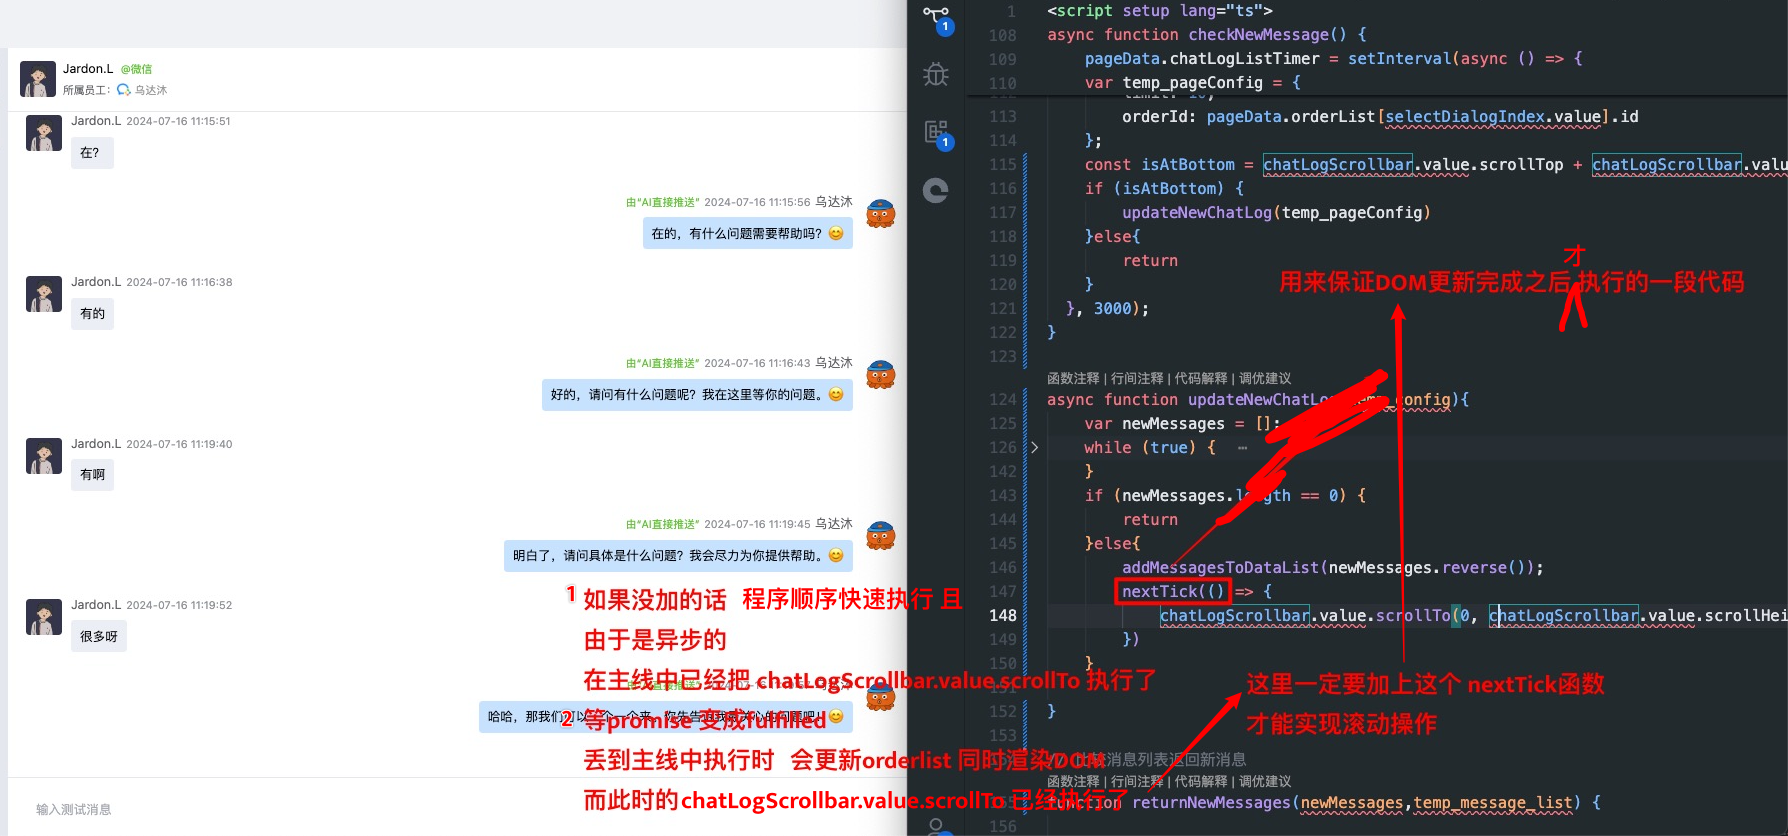 Jardon.L @微信
所属员工: 乌达沐
Jardon.L 2024-07-16 11:15:51
在?
由“AI直接推送” 2024-07-16 11:15:56 乌达沐
在的，有什么问题需要帮助吗？😊
Jardon.L 2024-07-16 11:16:38
有的
由“AI直接推送” 2024-07-16 11:16:43 乌达沐
好的，请问有什么问题呢？我在这里等你的问题。😊
Jardon.L 2024-07-16 11:19:40
有啊
由“AI直接推送” 2024-07-16 11:19:45 乌达沐
明白了，请问具体是什么问题？我会尽力为你提供帮助。😊
Jardon.L 2024-07-16 11:19:52
很多呀
哈哈，那我们
输入测试消息
1 如果没加的话 程序顺序快速执行 且
由于是异步的
在主线中已经把 chatLogScrollbar.value.scrollTo 执行了
2 等promise 变成fulfilled
丢到主线中执行时 会更新orderlist 同时渲染DOM
而此时的chatLogScrollbar.value.scrollTo 已经执行了
1
1
1 <script setup lang="ts">
108 async function checkNewMessage() {
109 pageData.chatLogListTimer = setInterval(async () => {
110 var temp_pageConfig = {
113 orderId: pageData.orderList[selectDialogIndex.value].id
114 };
115 const isAtBottom = chatLogScrollbar.value.scrollTop + chatLogScrollbar.valu
116 if (isAtBottom) {
117 updateNewChatLog(temp_pageConfig)
118 }else{
119 return
120 }
121 }, 3000);
122 }
123
才
用来保证DOM更新完成之后 执行的一段代码
函数注释 | 行间注释 | 代码解释 | 调优建议
124 async function updateNewChatLo config){
125 var newMessages = [];
126 while (true) { ⋯
142 }
143 if (newMessages.length == 0) {
144 return
145 }else{
146 addMessagesToDataList(newMessages.reverse());
147 nextTick(() => {
148 chatLogScrollbar.value.scrollTo(0, chatLogScrollbar.value.scrollHei
149 })
150 }
152 }
153
这里一定要加上这个 nextTick函数
才能实现滚动操作
消息列表返回新消息
函数注释 | 行间注释 | 代码解释 | 调优建议
function returnNewMessages(newMessages,temp_message_list) {
156